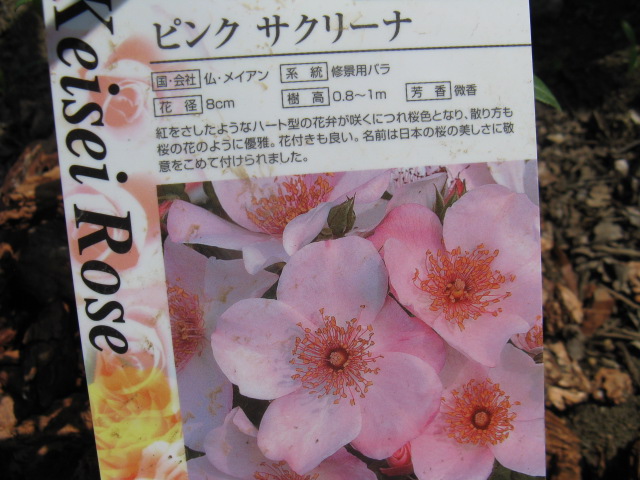 Keisei Rose
ピンク サクリーナ
国・会社 仏・メイアン 系統 修景用バラ
花径 8cm 樹高 0.8〜1m 芳香 微香
紅をさしたようなハート型の花弁が咲くにつれ桜色となり、散り方も
桜の花のように優雅。花付きも良い。名前は日本の桜の美しさに敬
意をこめて付けられました。